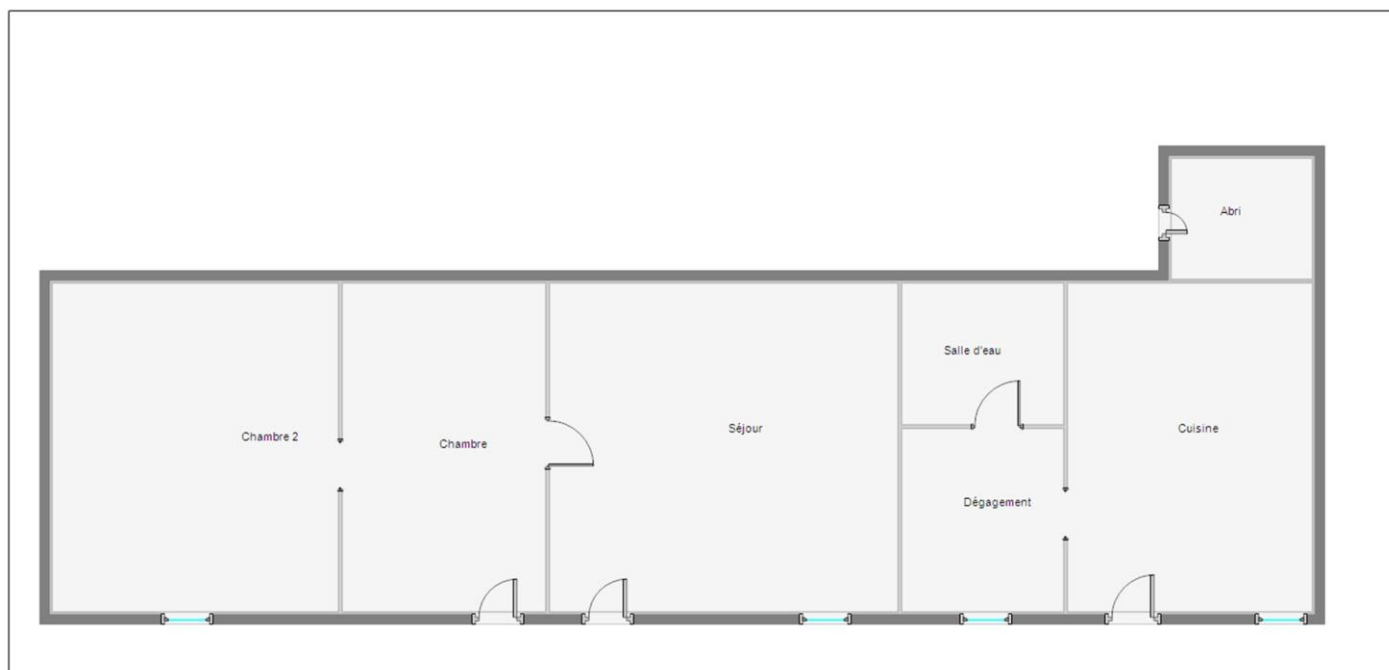 Abri
Salle d'eau
Chambre 2
Chambre
Séjour
Cuisine
Dégagement